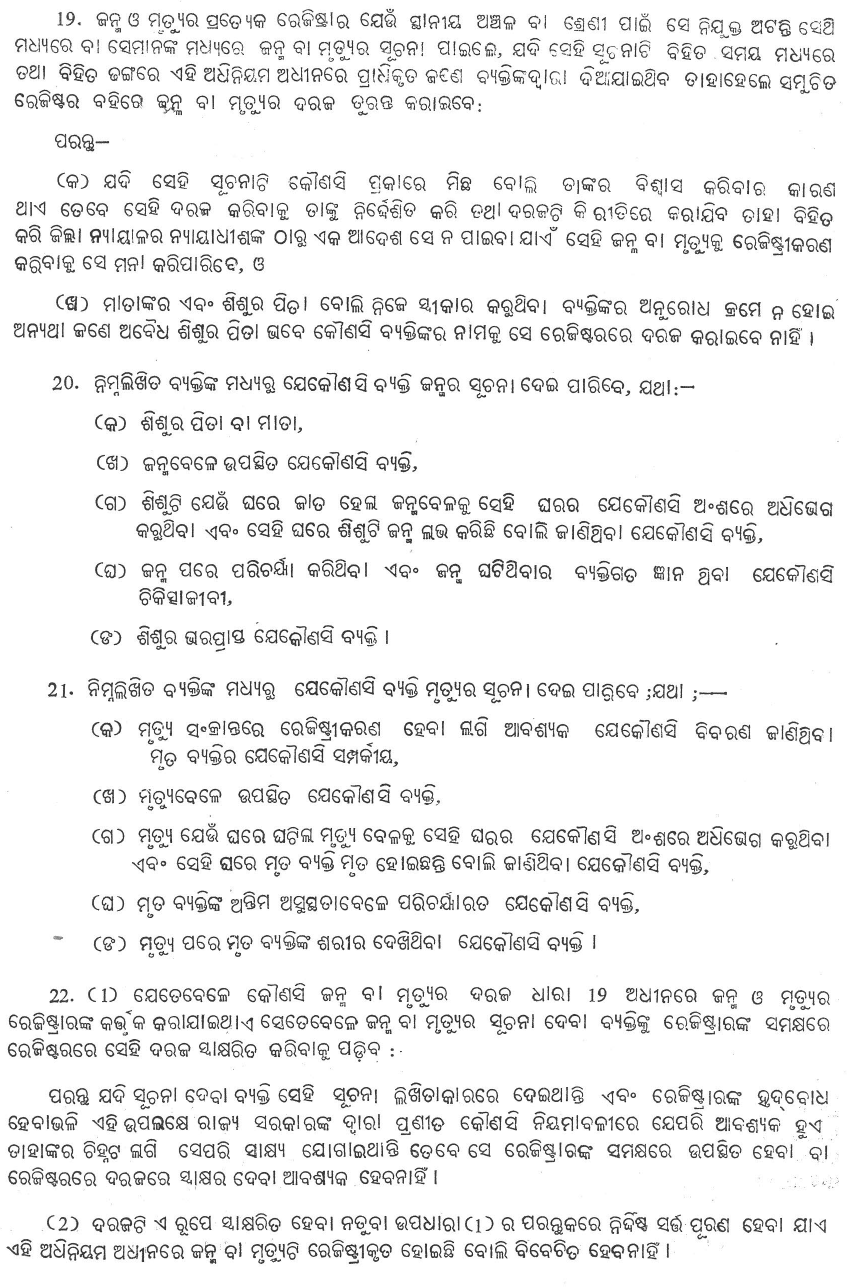 19. ଜନ୍ମ ଓ ମୃତ୍ୟୁର ପ୍ରତ୍ୟେକ ରେଜିଷ୍ଟ୍ରାର ଯେଉଁ ସ୍ଥାନୀୟ ଅଞ୍ଚଳ ବା ଶ୍ରେଣୀ ପାଇଁ ସେ ନିଯୁକ୍ତ ଅଟନ୍ତି ସେଥି
ମଧ୍ୟରେ ବା ସେମାନଙ୍କ ମଧ୍ୟରେ ଜନ୍ମ ବା ମୃତ୍ୟୁର ସୂଚନା ପାଇଲେ, ଯଦି ସେହି ସୂଚନାଟି ବିହିତ ସମୟ ମଧ୍ୟରେ
ତଥା ବିହିତ ଢଙ୍ଗରେ ଏହି ଅଧିନିୟମ ଅଧୀନରେ ପ୍ରାଧିକୃତ ଜଣେ ବ୍ୟକ୍ତିଙ୍କଦ୍ୱାରା ଦିଆଯାଇଥିବ ତାହାହେଲେ ସମୁଚିତ
ରେଜିଷ୍ଟର ବହିରେ ଜନ୍ମ ବା ମୃତ୍ୟୁର ଦରଜ ତୁରନ୍ତ କରାଇବେ:
ପରନ୍ତୁ—
(କ) ଯଦି ସେହି ସୂଚନାଟି କୌଣସି ପ୍ରକାରେ ମିଛ ବୋଲି ତାଙ୍କର ବିଶ୍ୱାସ କରିବାର କାରଣ
ଥାଏ ତେବେ ସେହି ଦରଜ କରିବାକୁ ତାଙ୍କୁ ନିର୍ଦ୍ଦେଶିତ କରି ତଥା ଦରଜଟି କି ରୀତିରେ କରାଯିବ ତାହା ବିହିତ
କରି ଜିଲ୍ଲା ନ୍ୟାୟାଳର ନ୍ୟାୟାଧୀଶଙ୍କ ଠାରୁ ଏକ ଆଦେଶ ସେ ନ ପାଇବା ଯାଏଁ ସେହି ଜନ୍ମ ବା ମୃତ୍ୟୁକୁ ରେଜିଷ୍ଟ୍ରୀକରଣ
କରିବାକୁ ସେ ମନା କରିପାରିବେ, ଓ
(ଖ) ମାତାଙ୍କର ଏବଂ ଶିଶୁର ପିତା ବୋଲି ନିଜେ ସ୍ୱୀକାର କରୁଥିବା ବ୍ୟକ୍ତିଙ୍କର ଅନୁରୋଧ କ୍ରମେ ନ ହୋଇ
ଅନ୍ୟଥା ଜଣେ ଅବୈଧ ଶିଶୁର ପିତା ଭବେ କୌଣସି ବ୍ୟକ୍ତିଙ୍କର ନାମକୁ ସେ ରେଜିଷ୍ଟରରେ ଦରଜ କରାଇବେ ନାହିଁ ।
20. ନିମ୍ନଲିଖିତ ବ୍ୟକ୍ତିଙ୍କ ମଧ୍ୟରୁ ଯେକୌଣସି ବ୍ୟକ୍ତି ଜନ୍ମର ସୂଚନା ଦେଇ ପାରିବେ, ଯଥା:—
(କ) ଶିଶୁର ପିତା ବା ମାତା,
(ଖ) ଜନ୍ମବେଳେ ଉପସ୍ଥିତ ଯେକୌଣସି ବ୍ୟକ୍ତି,
(ଗ) ଶିଶୁଟି ଯେଉଁ ଘରେ ଜାତ ହେଲା ଜନ୍ମବେଳକୁ ସେହି ଘରର ଯେକୌଣସି ଅଂଶରେ ଅଧିଭୋଗ
କରୁଥିବା ଏବଂ ସେହି ଘରେ ଶିଶୁଟି ଜନ୍ମ ଲାଭ କରିଛି ବୋଲି ଜାଣିଥିବା ଯେକୌଣସି ବ୍ୟକ୍ତି,
(ଘ) ଜନ୍ମ ପରେ ପରିଚର୍ଯ୍ୟା କରିଥିବା ଏବଂ ଜନ୍ମ ଘଟିଥିବାର ବ୍ୟକ୍ତିଗତ ଜ୍ଞାନ ଥିବା ଯେକୌଣସି
ଚିକିତ୍ସାଜୀବୀ,
(ଙ) ଶିଶୁର ଭାରପ୍ରାପ୍ତ ଯେକୌଣସି ବ୍ୟକ୍ତି ।
21. ନିମ୍ନଲିଖିତ ବ୍ୟକ୍ତିଙ୍କ ମଧ୍ୟରୁ ଯେକୌଣସି ବ୍ୟକ୍ତି ମୃତ୍ୟୁର ସୂଚନା ଦେଇ ପାରିବେ ;ଯଥା ;—
(କ) ମୃତ୍ୟୁ ସଂକ୍ରାନ୍ତରେ ରେଜିଷ୍ଟ୍ରୀକରଣ ହେବା ଲାଗି ଆବଶ୍ୟକ ଯେକୌଣସି ବିବରଣ ଜାଣିଥିବା
ମୃତ ବ୍ୟକ୍ତିର ଯେକୌଣସି ସମ୍ପର୍କୀୟ,
(ଖ) ମୃତ୍ୟୁବେଳେ ଉପସ୍ଥିତ ଯେକୌଣସି ବ୍ୟକ୍ତି,
(ଗ) ମୃତ୍ୟୁ ଯେଉଁ ଘରେ ଘଟିଲା ମୃତ୍ୟୁ ବେଳକୁ ସେହି ଘରର ଯେକୌଣସି ଅଂଶରେ ଅଧିଭୋଗ କରୁଥିବା
ଏବଂ ସେହି ଘରେ ମୃତ ବ୍ୟକ୍ତି ମୃତ ହୋଇଛନ୍ତି ବୋଲି ଜାଣିଥିବା ଯେକୌଣସି ବ୍ୟକ୍ତି,
(ଘ) ମୃତ ବ୍ୟକ୍ତିଙ୍କ ଅନ୍ତିମ ଅସୁସ୍ଥତାବେଳେ ପରିଚର୍ଯ୍ୟାରତ ଯେକୌଣସି ବ୍ୟକ୍ତି,
(ଙ) ମୃତ୍ୟୁ ପରେ ମୃତ ବ୍ୟକ୍ତିଙ୍କ ଶରୀର ଦେଖିଥିବା ଯେକୌଣସି ବ୍ୟକ୍ତି ।
22. (1) ଯେତେବେଳେ କୌଣସି ଜନ୍ମ ବା ମୃତ୍ୟୁର ଦରଜ ଧାରା 19 ଅଧୀନରେ ଜନ୍ମ ଓ ମୃତ୍ୟୁର
ରେଜିଷ୍ଟ୍ରାରଙ୍କ କର୍ତ୍ତୃକ କରାଯାଇଥାଏ ସେତେବେଳେ ଜନ୍ମ ବା ମୃତ୍ୟୁର ସୂଚନା ଦେବା ବ୍ୟକ୍ତିଙ୍କୁ ରେଜିଷ୍ଟ୍ରାରଙ୍କ ସମକ୍ଷରେ
ରେଜିଷ୍ଟରରେ ସେହି ଦରଜ ସ୍ୱାକ୍ଷରିତ କରିବାକୁ ପଡ଼ିବ :
ପରନ୍ତୁ ଯଦି ସୂଚନା ଦେବା ବ୍ୟକ୍ତି ସେହି ସୂଚନା ଲିଖିତାକାରରେ ଦେଇଥାନ୍ତି ଏବଂ ରେଜିଷ୍ଟ୍ରାରଙ୍କ ହୃଦ୍‌ବୋଧ
ହେବାଭଳି ଏହି ଉପଲକ୍ଷେ ରାଜ୍ୟ ସରକାରଙ୍କ ଦ୍ୱାରା ପ୍ରଣୀତ କୌଣସି ନିୟମାବଳୀରେ ଯେପରି ଆବଶ୍ୟକ ହୁଏ
ତାହାଙ୍କର ଚିହ୍ନଟ ଲାଗି ସେପରି ସାକ୍ଷ୍ୟ ଯୋଗାଇଥାନ୍ତି ତେବେ ସେ ରେଜିଷ୍ଟ୍ରାରଙ୍କ ସମକ୍ଷରେ ଉପସ୍ଥିତ ହେବା ବା
ରେଜିଷ୍ଟରରେ ଦରଜରେ ସ୍ୱାକ୍ଷର ଦେବା ଆବଶ୍ୟକ ହେବନାହିଁ ।
(2) ଦରଜଟି ଏ ରୂପେ ସ୍ୱାକ୍ଷରିତ ହେବା ନତୁବା ଉପଧାରା (1) ର ପରନ୍ତୁକରେ ନିର୍ଦ୍ଦିଷ୍ଟ ସର୍ତ୍ତ ପୂରଣ ହେବା ଯାଏ
ଏହି ଅଧିନିୟମ ଅଧୀନରେ ଜନ୍ମ ବା ମୃତ୍ୟୁଟି ରେଜିଷ୍ଟ୍ରୀକୃତ ହୋଇଛି ବୋଲି ବିବେଚିତ ହେବନାହିଁ ।